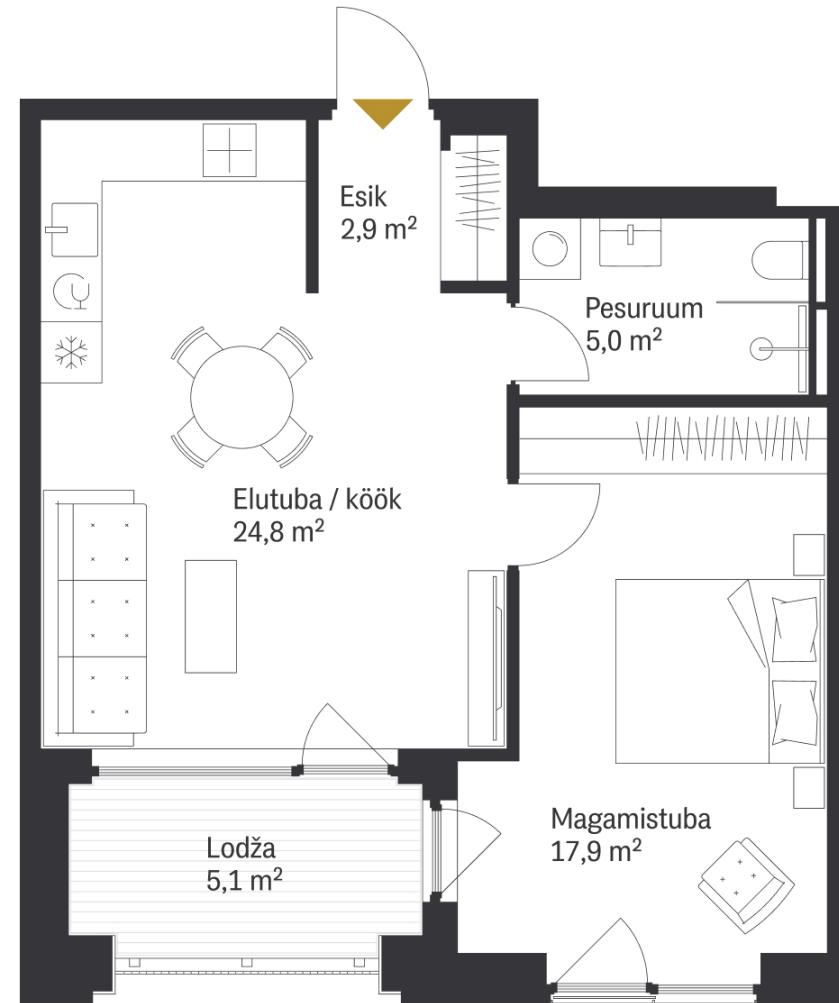 Esik
2,9 m²
Pesuruum
5,0 m²
Elutuba / köök
24,8 m²
Lodža
5,1 m²
Magamistuba
17,9 m²